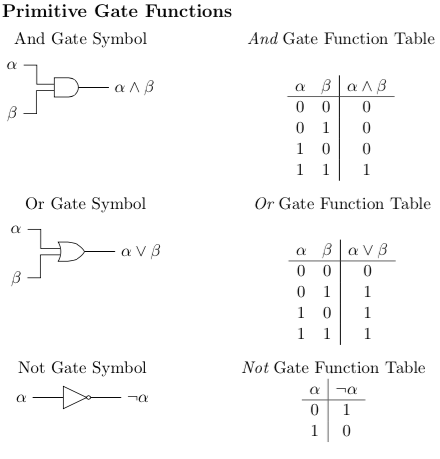 Primitive Gate Functions
And Gate Symbol
And Gate Function Table
α
β
α ∧ β
α β α ∧ β
0 0 0
0 1 0
1 0 0
1 1 1
Or Gate Symbol
Or Gate Function Table
α
β
α ∨ β
α β α ∨ β
0 0 0
0 1 1
1 0 1
1 1 1
Not Gate Symbol
Not Gate Function Table
α ¬α
α ¬α
0 1
1 0